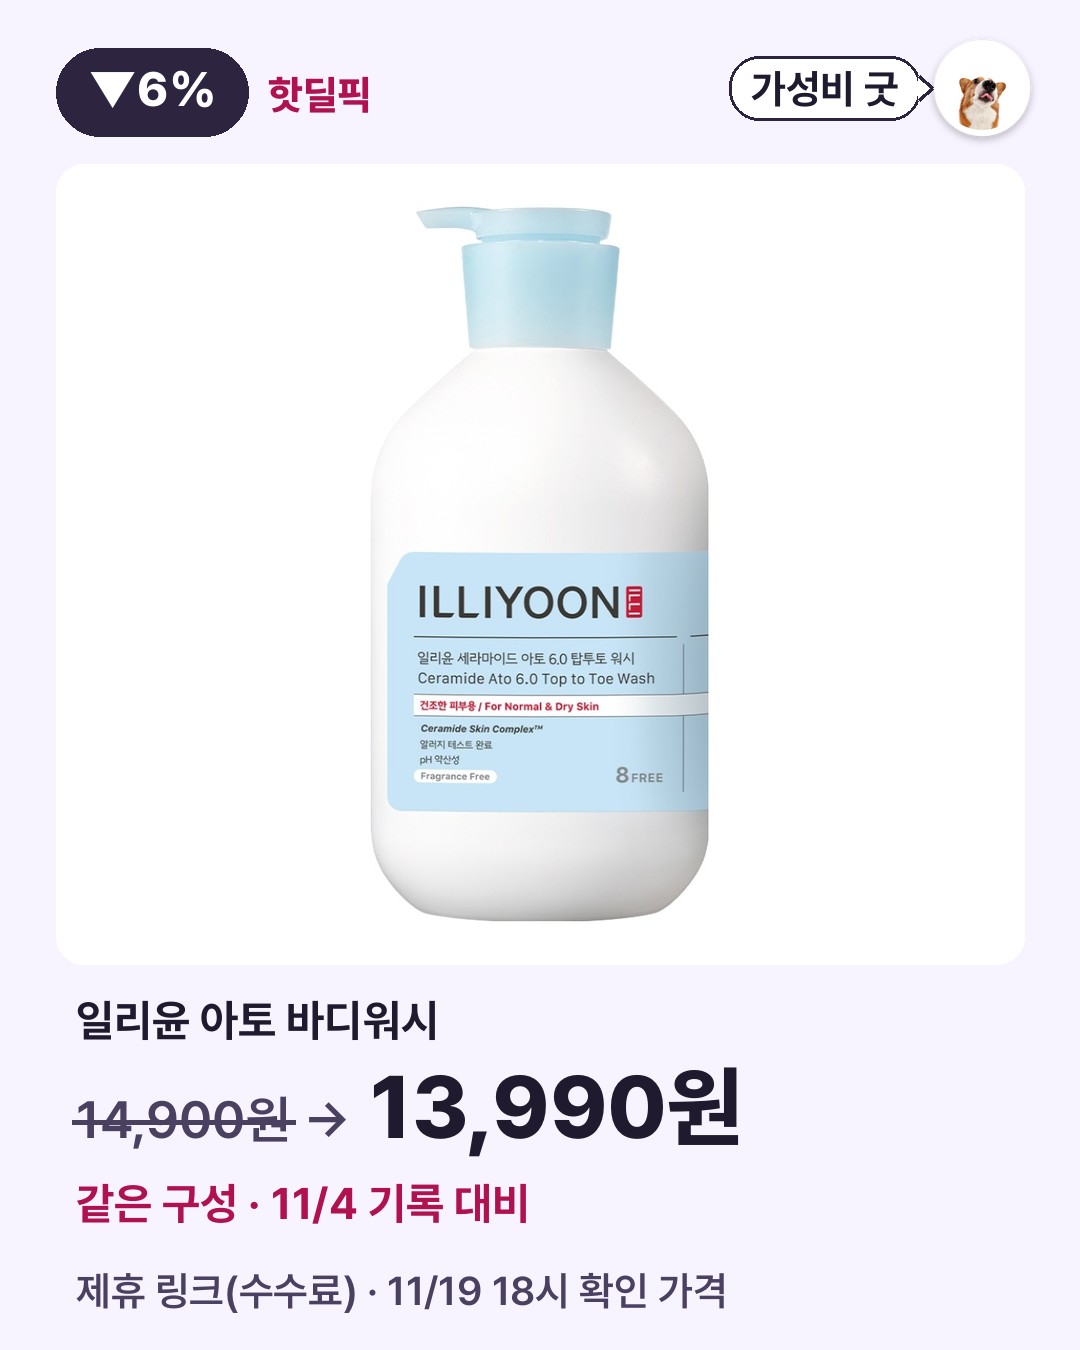 ▼6%
핫딜픽
가성비 굿
ILLIYOON ILLI
일리윤 세라마이드 아토 6.0 탑투토 워시
Ceramide Ato 6.0 Top to Toe Wash
건조한 피부용 / For Normal & Dry Skin
Ceramide Skin Complex™
알러지 테스트 완료
pH 약산성
Fragrance Free
8 FREE
일리윤 아토 바디워시
14,900원 → 13,990원
같은 구성 · 11/4 기록 대비
제휴 링크(수수료) · 11/19 18시 확인 가격